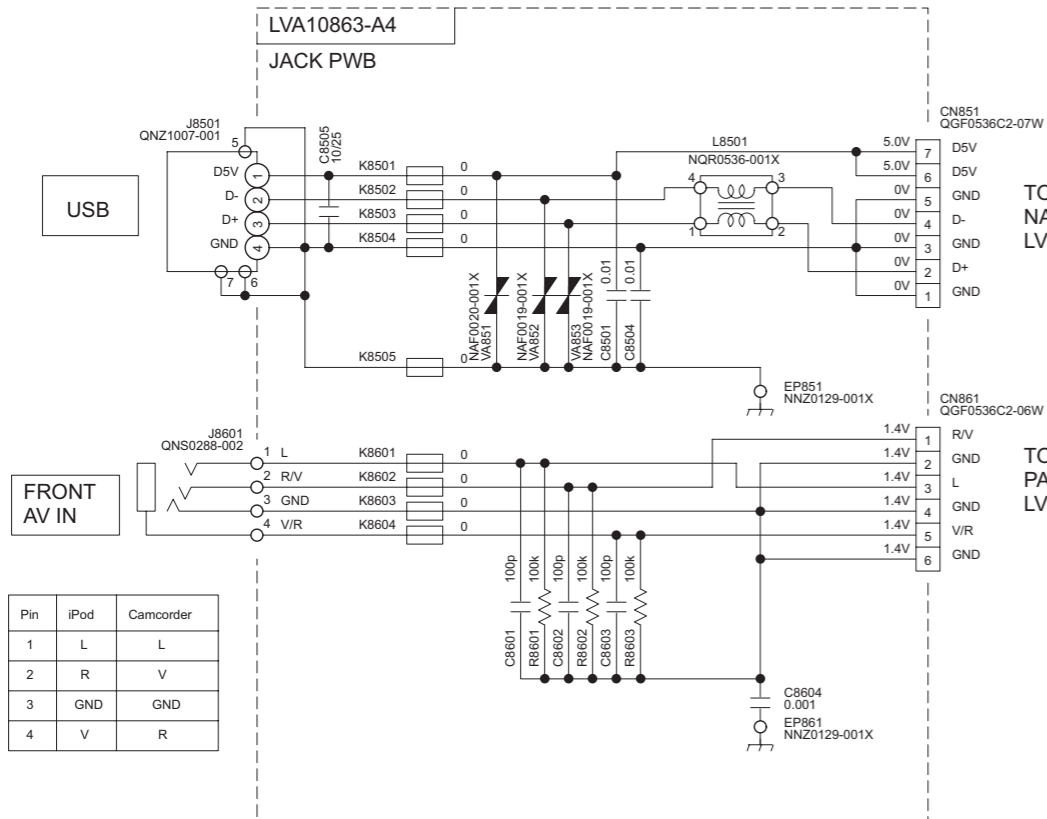 LVA10863-A4
JACK PWB
J8501
QNZ1007-001
5
D5V
1
D-
2
D+
3
GND
4
7
6
USB
C8505
10/25
K8501
0
K8502
0
K8503
0
K8504
0
K8505
0
L8501
NQR0536-001X
4
3
1
2
NAF0020-001X
VA851
NAF0019-001X
VA852
VA853
NAF0019-001X
C8501
0.01
C8504
0.01
EP851
NNZ0129-001X
CN851
QGF0536C2-07W
5.0V
7
D5V
5.0V
6
D5V
0V
5
GND
0V
4
D-
0V
3
GND
0V
2
D+
0V
1
GND
TO
NA
LV
J8601
QNS0288-002
FRONT
AV IN
1 L
2 R/V
3 GND
4 V/R
K8601
0
K8602
0
K8603
0
K8604
0
C8601
100p
R8601
100k
C8602
100p
R8602
100k
C8603
100p
R8603
100k
C8604
0.001
EP861
NNZ0129-001X
CN861
QGF0536C2-06W
1.4V
1
R/V
1.4V
2
GND
1.4V
3
L
1.4V
4
GND
1.4V
5
V/R
1.4V
6
GND
TO
PA
LV
Pin iPod Camcorder
1 L L
2 R V
3 GND GND
4 V R